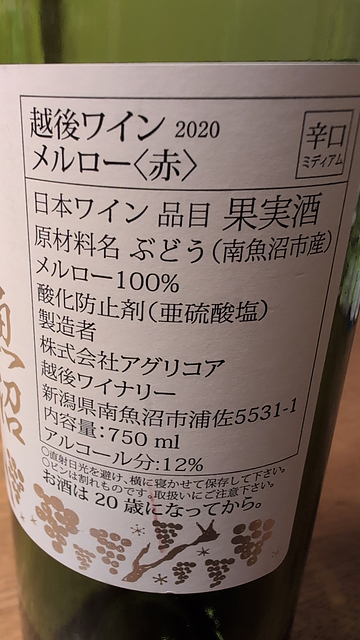 越後ワイン 2020
メルロー〈赤〉
辛口
ミディアム
日本ワイン 品目 果実酒
原材料名 ぶどう(南魚沼市産)
メルロー100%
酸化防止剤(亜硫酸塩)
製造者
株式会社アグリコア
越後ワイナリー
新潟県南魚沼市浦佐5531-1
内容量:750 ml
アルコール分:12%
○直射日光を避け、横に寝かせて保存して下さい。
○ビンは割れものです。取扱いにご注意下さい。
お酒は 20 歳になってから。
魚沼